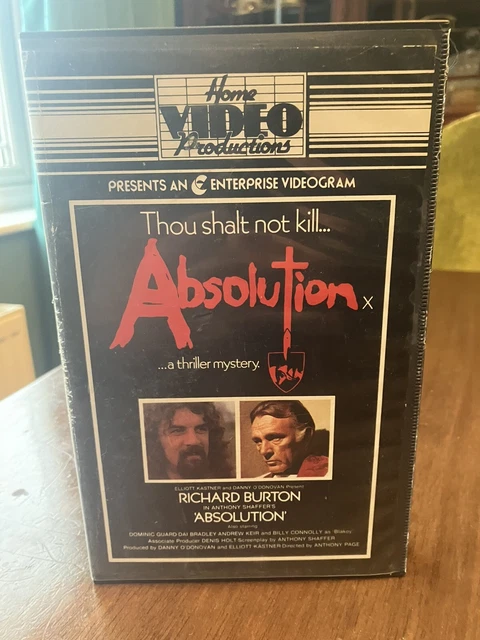 Home
VIDEO
Productions
PRESENTS AN ENTERPRISE VIDEOGRAM
Thou shalt not kill...
Absolution X
...a thriller mystery.
ELLIOTT KASTNER and DANNY O'DONOVAN Present
RICHARD BURTON
IN ANTHONY SHAFFER'S
'ABSOLUTION'
Also starring
DOMINIC GUARD DAI BRADLEY ANDREW KEIR and BILLY CONNOLLY as 'Blakey'
Associate Producer DENIS HOLT Screenplay by ANTHONY SHAFFER
Produced by DANNY O'DONOVAN and ELLIOTT KASTNER Directed by ANTHONY PAGE